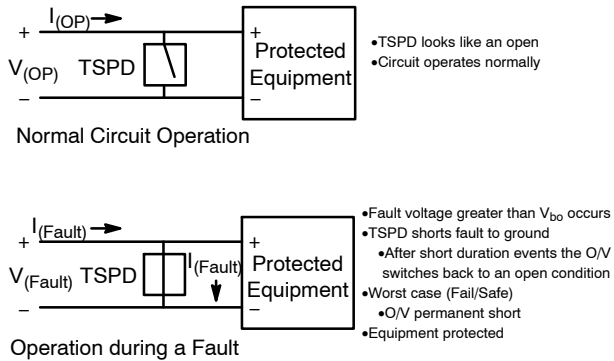 I(OP)
+ +
V(OP) TSPD Protected Equipment
− −
•TSPD looks like an open
•Circuit operates normally
Normal Circuit Operation
I(Fault)
+ +
V(Fault) TSPD I(Fault) Protected Equipment
− −
•Fault voltage greater than Vbo occurs
•TSPD shorts fault to ground
•After short duration events the O/V
switches back to an open condition
•Worst case (Fail/Safe)
•O/V permanent short
•Equipment protected
Operation during a Fault